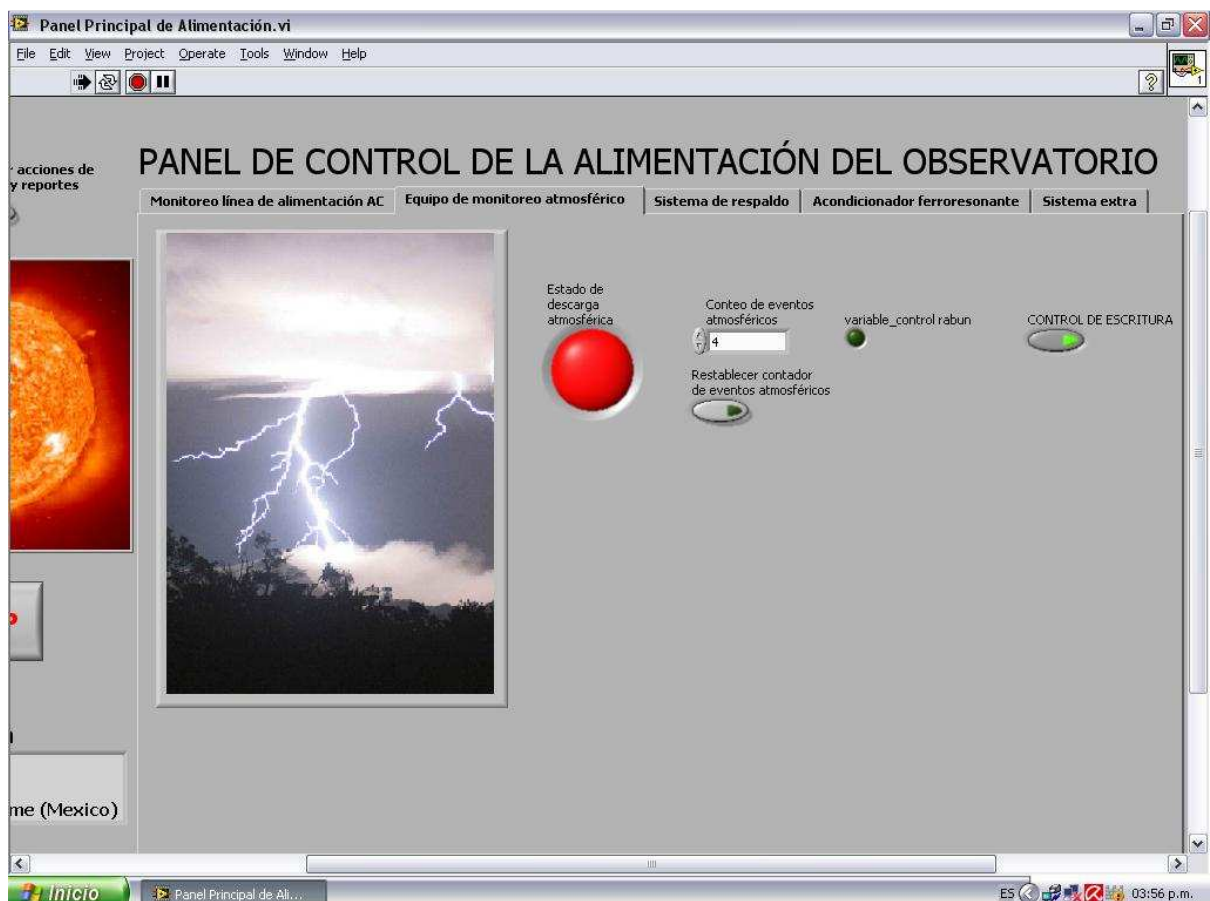 Panel Principal de Alimentación.vi
File Edit View Project Operate Tools Window Help
1
acciones de
y reportes
PANEL DE CONTROL DE LA ALIMENTACIÓN DEL OBSERVATORIO
Monitoreo línea de alimentación AC Equipo de monitoreo atmosférico Sistema de respaldo Acondicionador ferroresonante Sistema extra
Estado de
descarga
atmosférica
Conteo de eventos
atmosféricos
4
variable_control rabun
CONTROL DE ESCRITURA
Restablecer contador
de eventos atmosféricos
me (Mexico)
Inicio
Panel Principal de Ali...
ES
03:56 p.m.